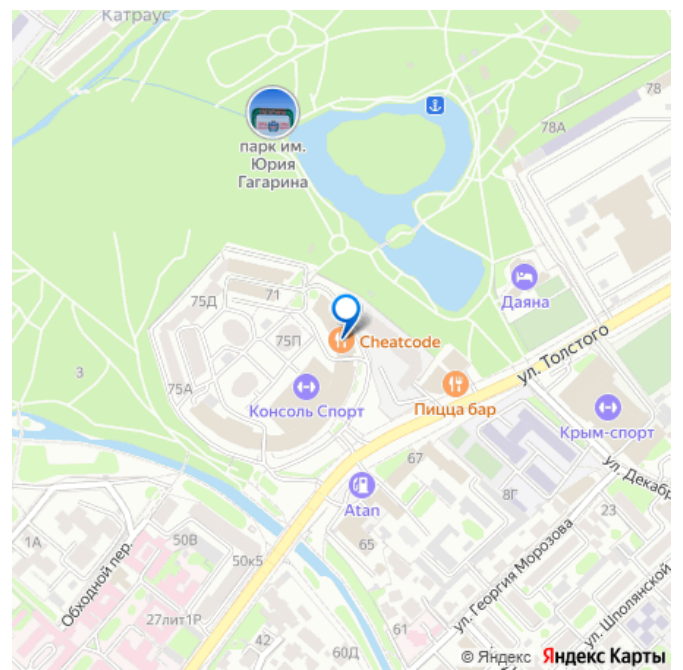 Катраус
78
78А
парк им.
Юрия
Гагарина
Даяна
75Д
71
75П
Cheatcode
ул. Толстого
3
75А
Консоль Спорт
Пицца бар
Крым-спорт
67
ул. Декабр
Atan
8Г
23
1А
50В
65
ул. Георгия Морозова
Обходной пер.
50к5
ул. Шполянской
27лит1Р
42
61
60Д
© Яндекс Яндекс Карты